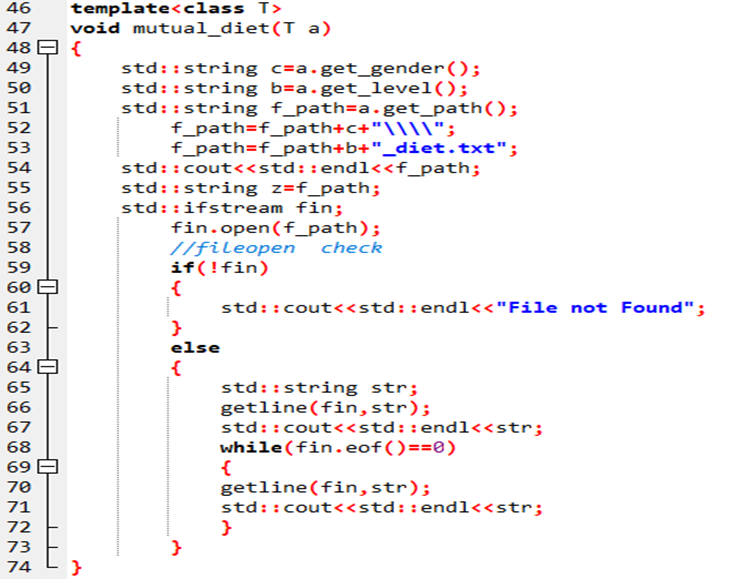 46 template<class T>
47 void mutual_diet(T a)
48 {
49 std::string c=a.get_gender();
50 std::string b=a.get_level();
51 std::string f_path=a.get_path();
52 f_path=f_path+c+"\\\\";
53 f_path=f_path+b+"_diet.txt";
54 std::cout<<std::endl<<f_path;
55 std::string z=f_path;
56 std::ifstream fin;
57 fin.open(f_path);
58 //fileopen  check
59 if(!fin)
60 {
61 std::cout<<std::endl<<"File not Found";
62 }
63 else
64 {
65 std::string str;
66 getline(fin,str);
67 std::cout<<std::endl<<str;
68 while(fin.eof()==0)
69 {
70 getline(fin,str);
71 std::cout<<std::endl<<str;
72 }
73 }
74 }